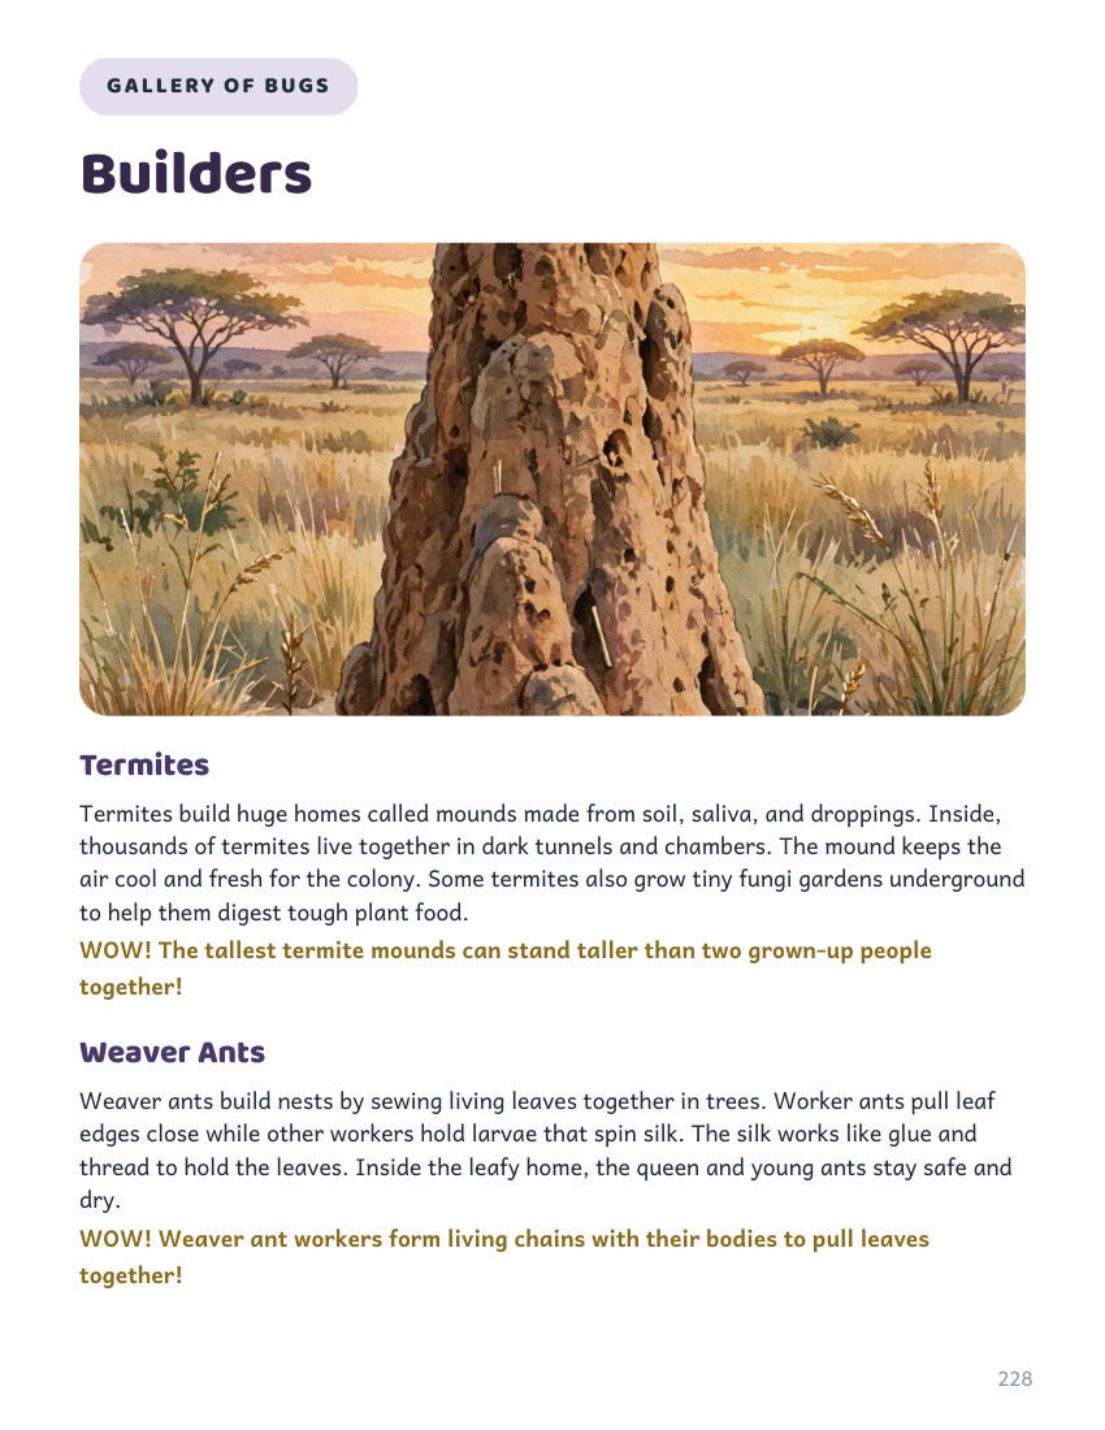 GALLERY OF BUGS
Builders
Termites
Termites build huge homes called mounds made from soil, saliva, and droppings. Inside,
thousands of termites live together in dark tunnels and chambers. The mound keeps the
air cool and fresh for the colony. Some termites also grow tiny fungi gardens underground
to help them digest tough plant food.
WOW! The tallest termite mounds can stand taller than two grown-up people
together!
Weaver Ants
Weaver ants build nests by sewing living leaves together in trees. Worker ants pull leaf
edges close while other workers hold larvae that spin silk. The silk works like glue and
thread to hold the leaves. Inside the leafy home, the queen and young ants stay safe and
dry.
WOW! Weaver ant workers form living chains with their bodies to pull leaves
together!
228